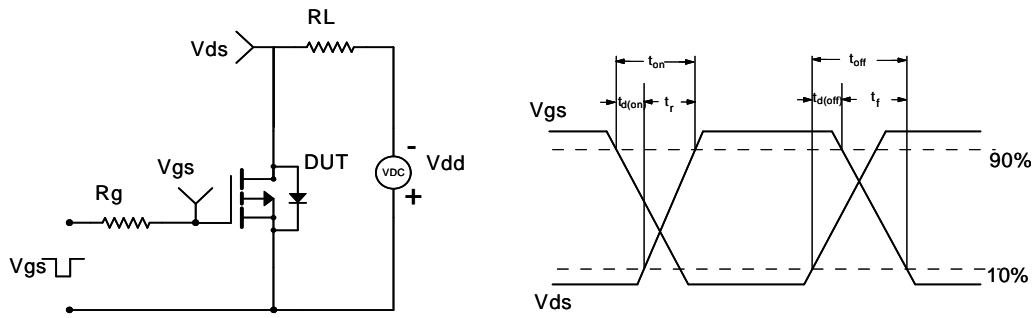 RL
Vds
Vgs
DUT
VDC
-
+
Vdd
Rg
Vgs
ton
toff
td(on)
tr
td(off)
tf
Vgs
90%
10%
Vds